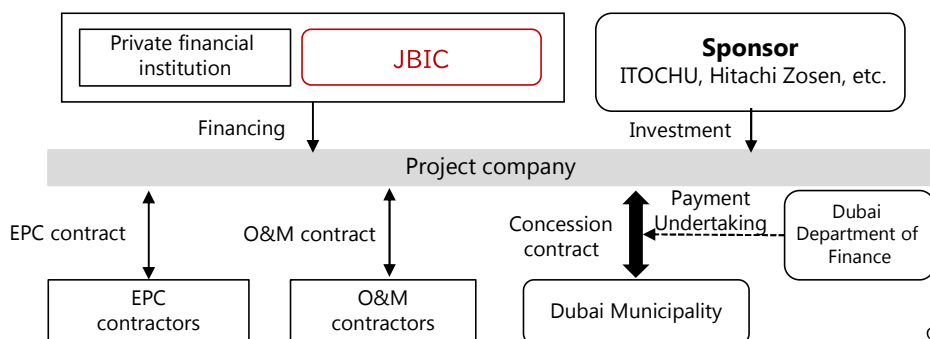 Private financial
institution
JBIC
Sponsor
ITOCHU, Hitachi Zosen, etc.
Financing
Investment
Project company
EPC contract
O&M contract
Concession
contract
Payment
Undertaking
Dubai
Department of
Finance
EPC
contractors
O&M
contractors
Dubai Municipality